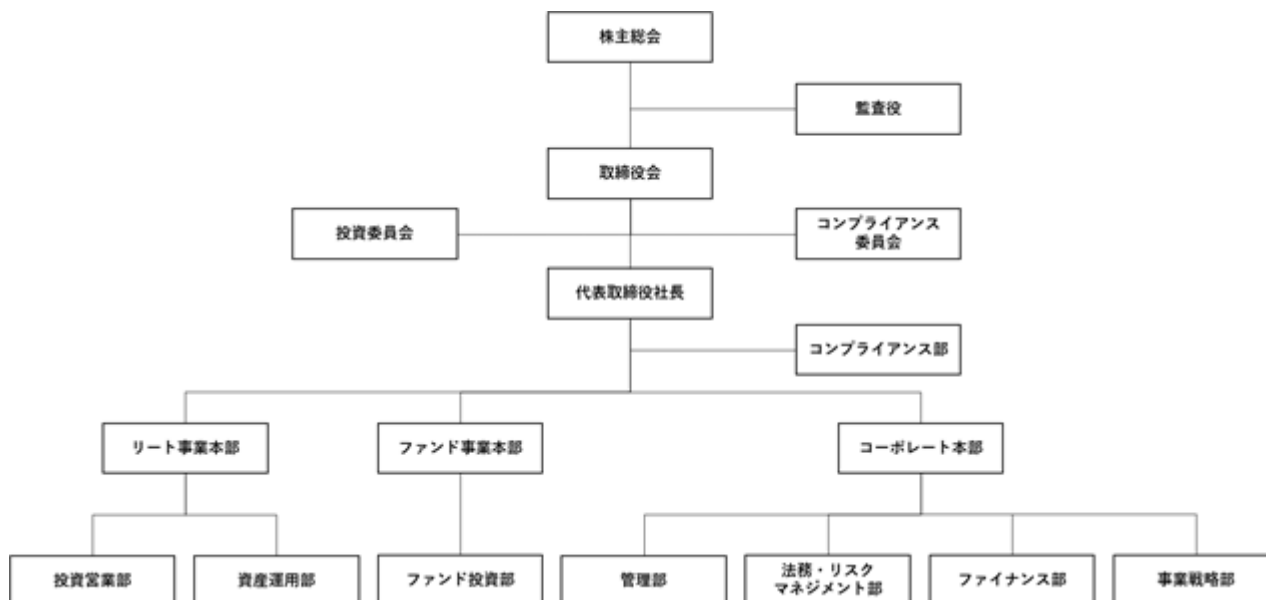 株主総会
監査役
取締役会
投資委員会
コンプライアンス
委員会
代表取締役社長
コンプライアンス部
リート事業本部
ファンド事業本部
コーポレート本部
投資営業部
資産運用部
ファンド投資部
管理部
法務・リスク
マネジメント部
ファイナンス部
事業戦略部